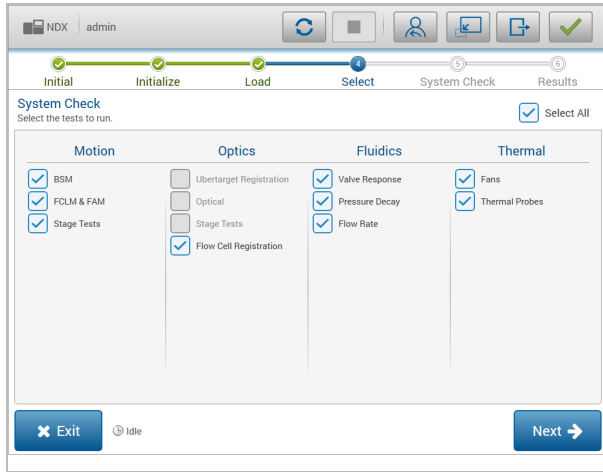 NDX admin
4 5 6
Initial Initialize Load Select System Check Results
System Check
Select the tests to run.
Select All
Motion Optics Fluidics Thermal
BSM Ubertarget Registration Valve Response Fans
FCLM & FAM Optical Pressure Decay Thermal Probes
Stage Tests Stage Tests Flow Rate
Flow Cell Registration
Exit Idle Next